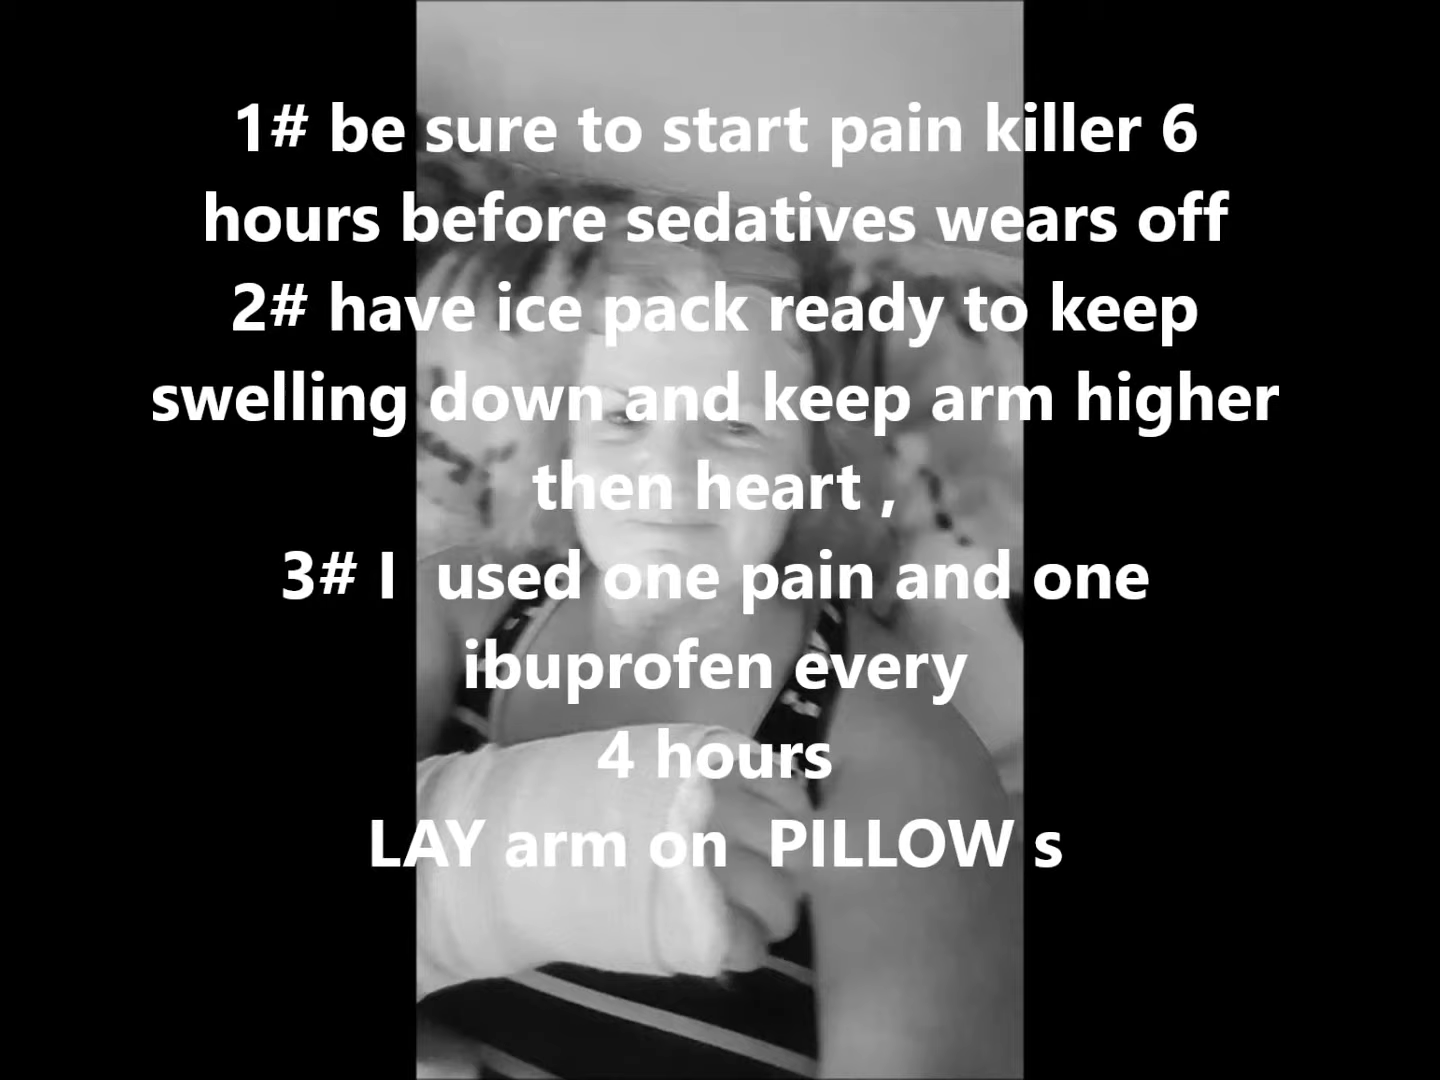 1# be sure to start pain killer 6
hours before sedatives wears off
2# have ice pack ready to keep
swelling down and keep arm higher
then heart ,
3# I  used one pain and one
ibuprofen every
4 hours
LAY arm on  PILLOW s